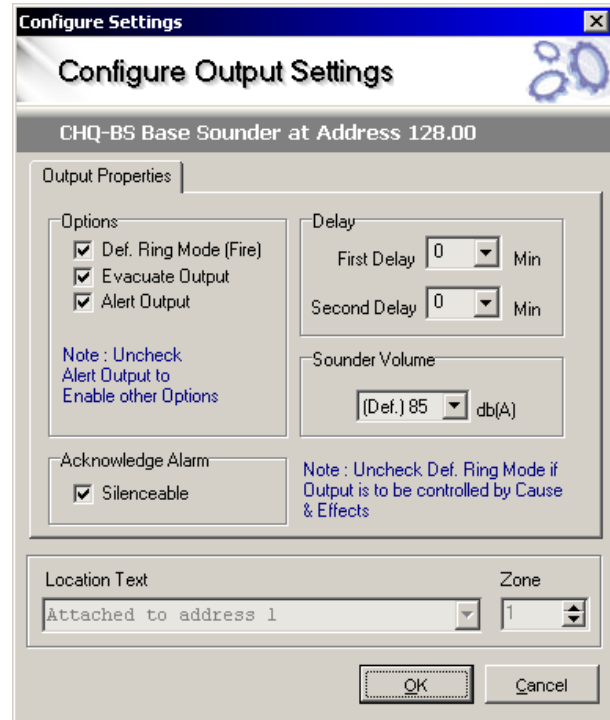 Configure Settings
Configure Output Settings
CHQ-BS Base Sounder at Address 128.00
Output Properties
Options
Def. Ring Mode (Fire)
Evacuate Output
Alert Output
Note : Uncheck
Alert Output to
Enable other Options
Acknowledge Alarm
Silenceable
Delay
First Delay 0 Min
Second Delay 0 Min
Sounder Volume
(Def.) 85 db(A)
Note : Uncheck Def. Ring Mode if
Output is to be controlled by Cause
& Effects
Location Text
Attached to address 1
Zone
1
OK
Cancel